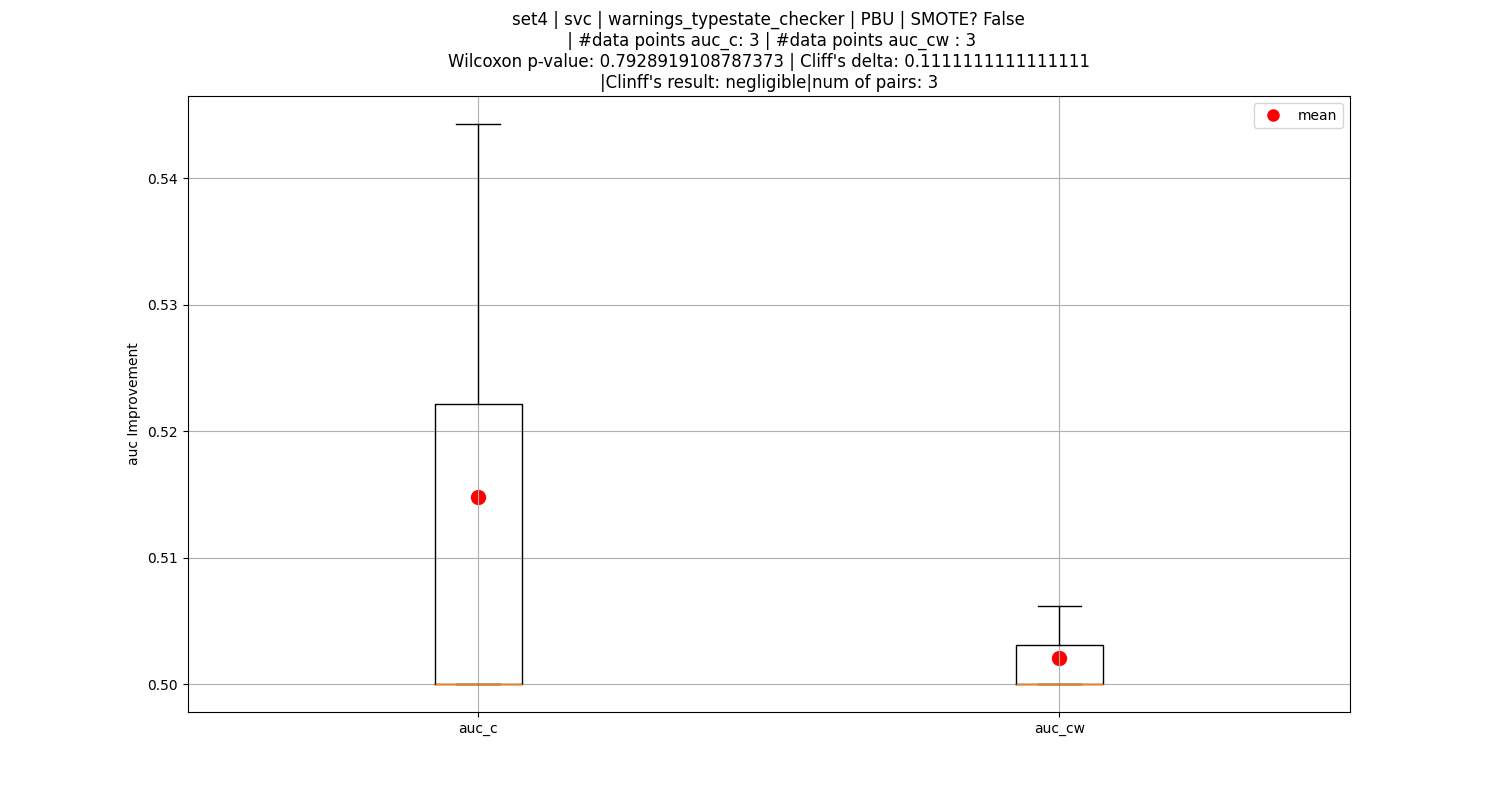 set4 | svc | warnings_typestate_checker | PBU | SMOTE? False
| #data points auc_c: 3 | #data points auc_cw : 3
Wilcoxon p-value: 0.7928919108787373 | Cliff's delta: 0.1111111111111111
|Clinff's result: negligible|num of pairs: 3
mean
0.54
0.53
0.52
0.51
0.50
auc Improvement
auc_c
auc_cw